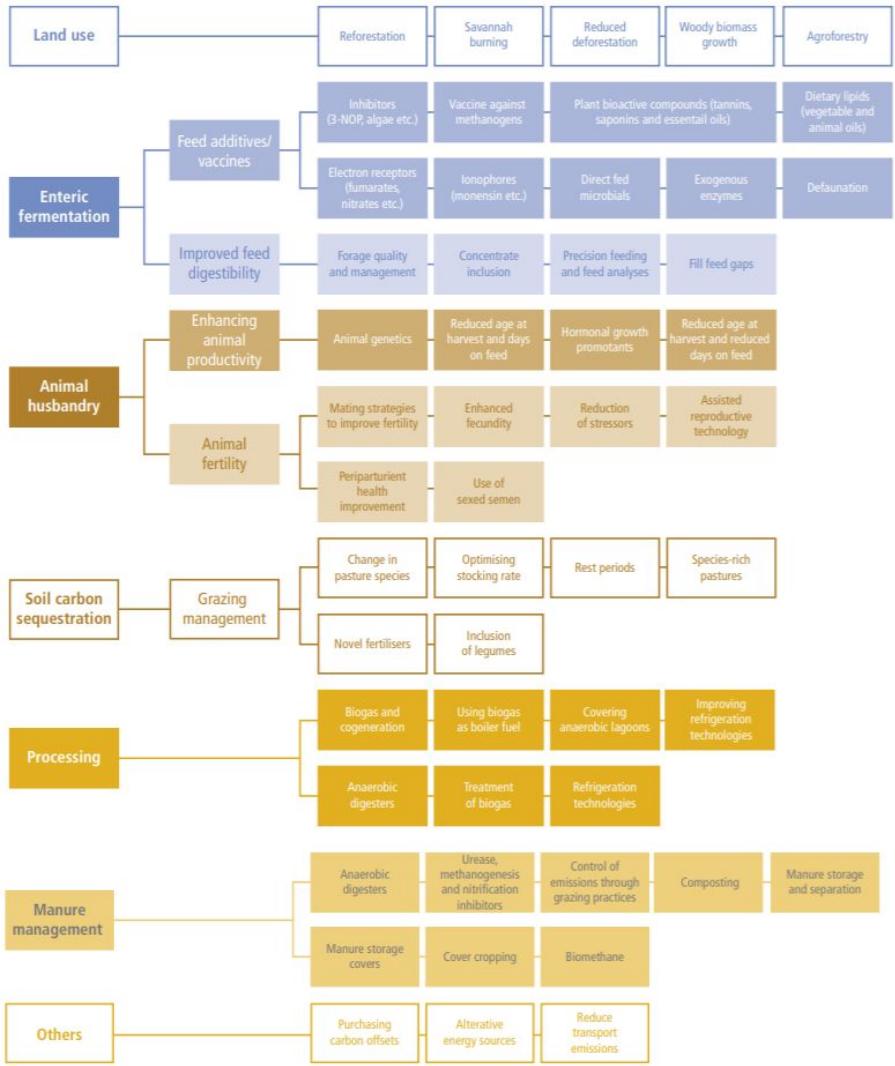 Land use
Reforestation
Savannah
burning
Reduced
deforestation
Woody biomass
growth
Agroforestry
Enteric
fermentation
Feed additives/
vaccines
Inhibitors
(3-NOP, algae etc.)
Vaccine against
methanogens
Plant bioactive compounds (tannins,
saponins and essentail oils)
Dietary lipids
(vegetable and
animal oils)
Electron receptors
(fumarates,
nitrates etc.)
Ionophores
(monensin etc.)
Direct fed
microbials
Exogenous
enzymes
Defaunation
Improved feed
digestibility
Forage quality
and management
Concentrate
inclusion
Precision feeding
and feed analyses
Fill feed gaps
Animal
husbandry
Enhancing
animal
productivity
Animal genetics
Reduced age at
harvest and days
on feed
Hormonal growth
promotants
Reduced age at
harvest and reduced
days on feed
Animal
fertility
Mating strategies
to improve fertility
Enhanced
fecundity
Reduction
of stressors
Assisted
reproductive
technology
Periparturient
health
improvement
Use of
sexed semen
Soil carbon
sequestration
Grazing
management
Change in
pasture species
Optimising
stocking rate
Rest periods
Species-rich
pastures
Novel fertilisers
Inclusion
of legumes
Processing
Biogas and
cogeneration
Using biogas
as boiler fuel
Covering
anaerobic lagoons
Improving
refrigeration
technologies
Anaerobic
digesters
Treatment
of biogas
Refrigeration
technologies
Manure
management
Anaerobic
digesters
Urease,
methanogenesis
and nitrification
inhibitors
Control of
emissions through
grazing practices
Composting
Manure storage
and separation
Manure storage
covers
Cover cropping
Biomethane
Others
Purchasing
carbon offsets
Alterative
energy sources
Reduce
transport
emissions